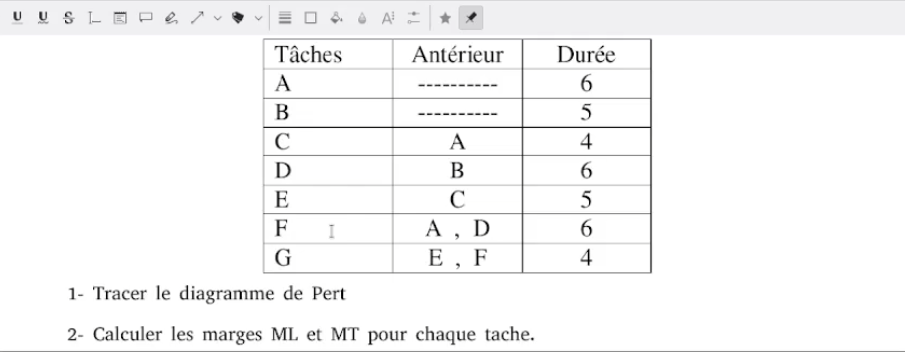 Tâches Antérieur Durée
A ---------- 6
B ---------- 5
C A 4
D B 6
E C 5
F A , D 6
G E , F 4
1- Tracer le diagramme de Pert
2- Calculer les marges ML et MT pour chaque tache.